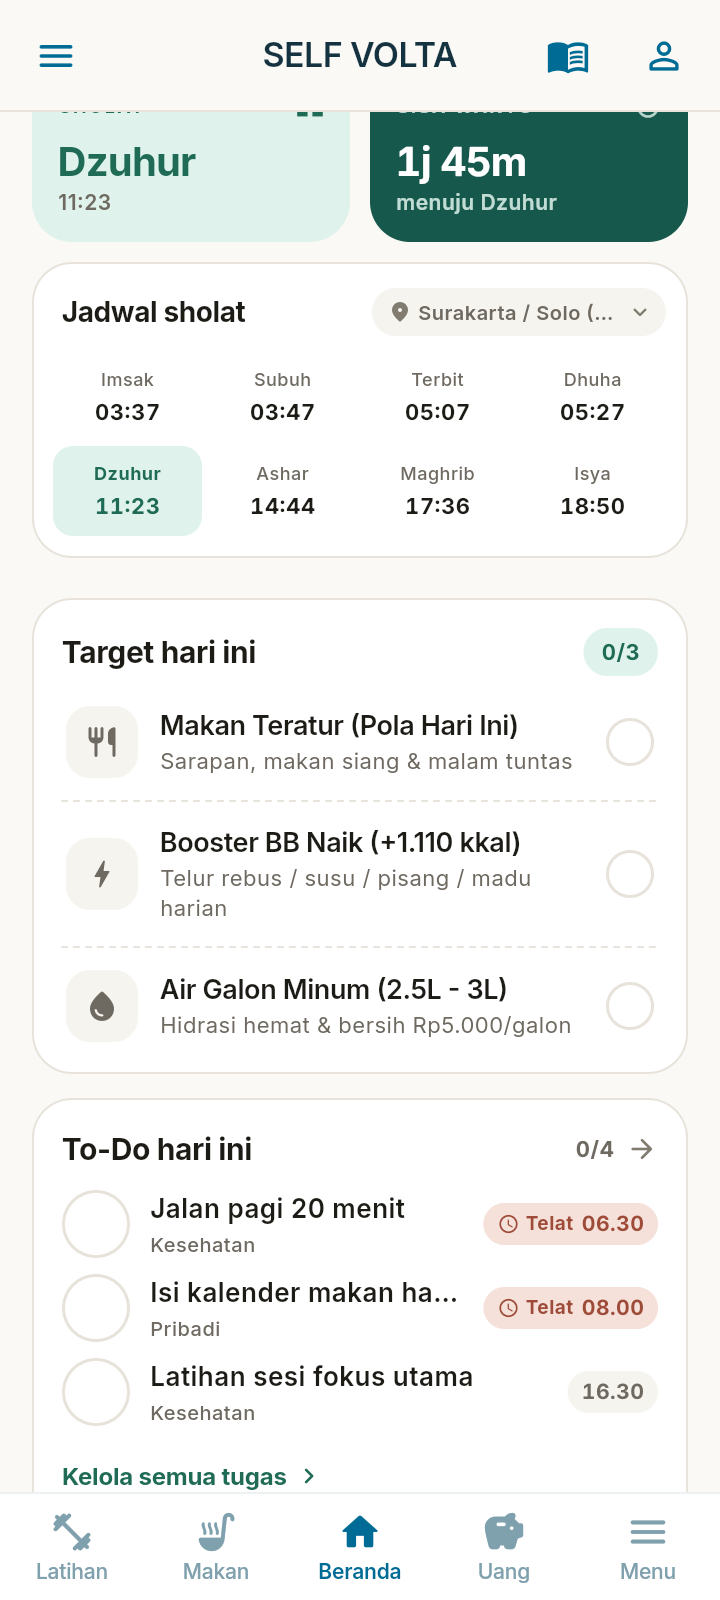 SELF VOLTA
Dzuhur
11:23
1j 45m
menuju Dzuhur
Jadwal sholat
Surakarta / Solo (...
Imsak
Subuh
Terbit
Dhuha
03:37
03:47
05:07
05:27
Dzuhur
Ashar
Maghrib
Isya
11:23
14:44
17:36
18:50
Target hari ini
0/3
Makan Teratur (Pola Hari Ini)
Sarapan, makan siang & malam tuntas
Booster BB Naik (+1.110 kkal)
Telur rebus / susu / pisang / madu
harian
Air Galon Minum (2.5L - 3L)
Hidrasi hemat & bersih Rp5.000/galon
To-Do hari ini
0/4
Jalan pagi 20 menit
Kesehatan
Telat 06.30
Isi kalender makan ha...
Pribadi
Telat 08.00
Latihan sesi fokus utama
Kesehatan
16.30
Kelola semua tugas
Latihan
Makan
Beranda
Uang
Menu